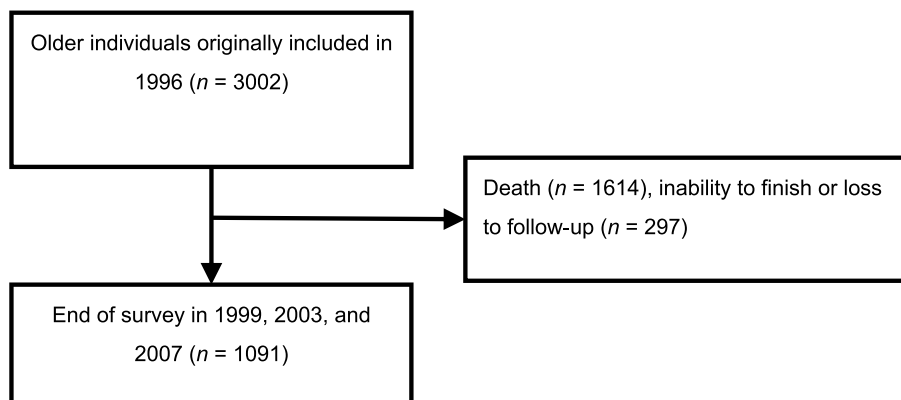 Older individuals originally included in
1996 (n = 3002)
Death (n = 1614), inability to finish or loss
to follow-up (n = 297)
End of survey in 1999, 2003, and
2007 (n = 1091)